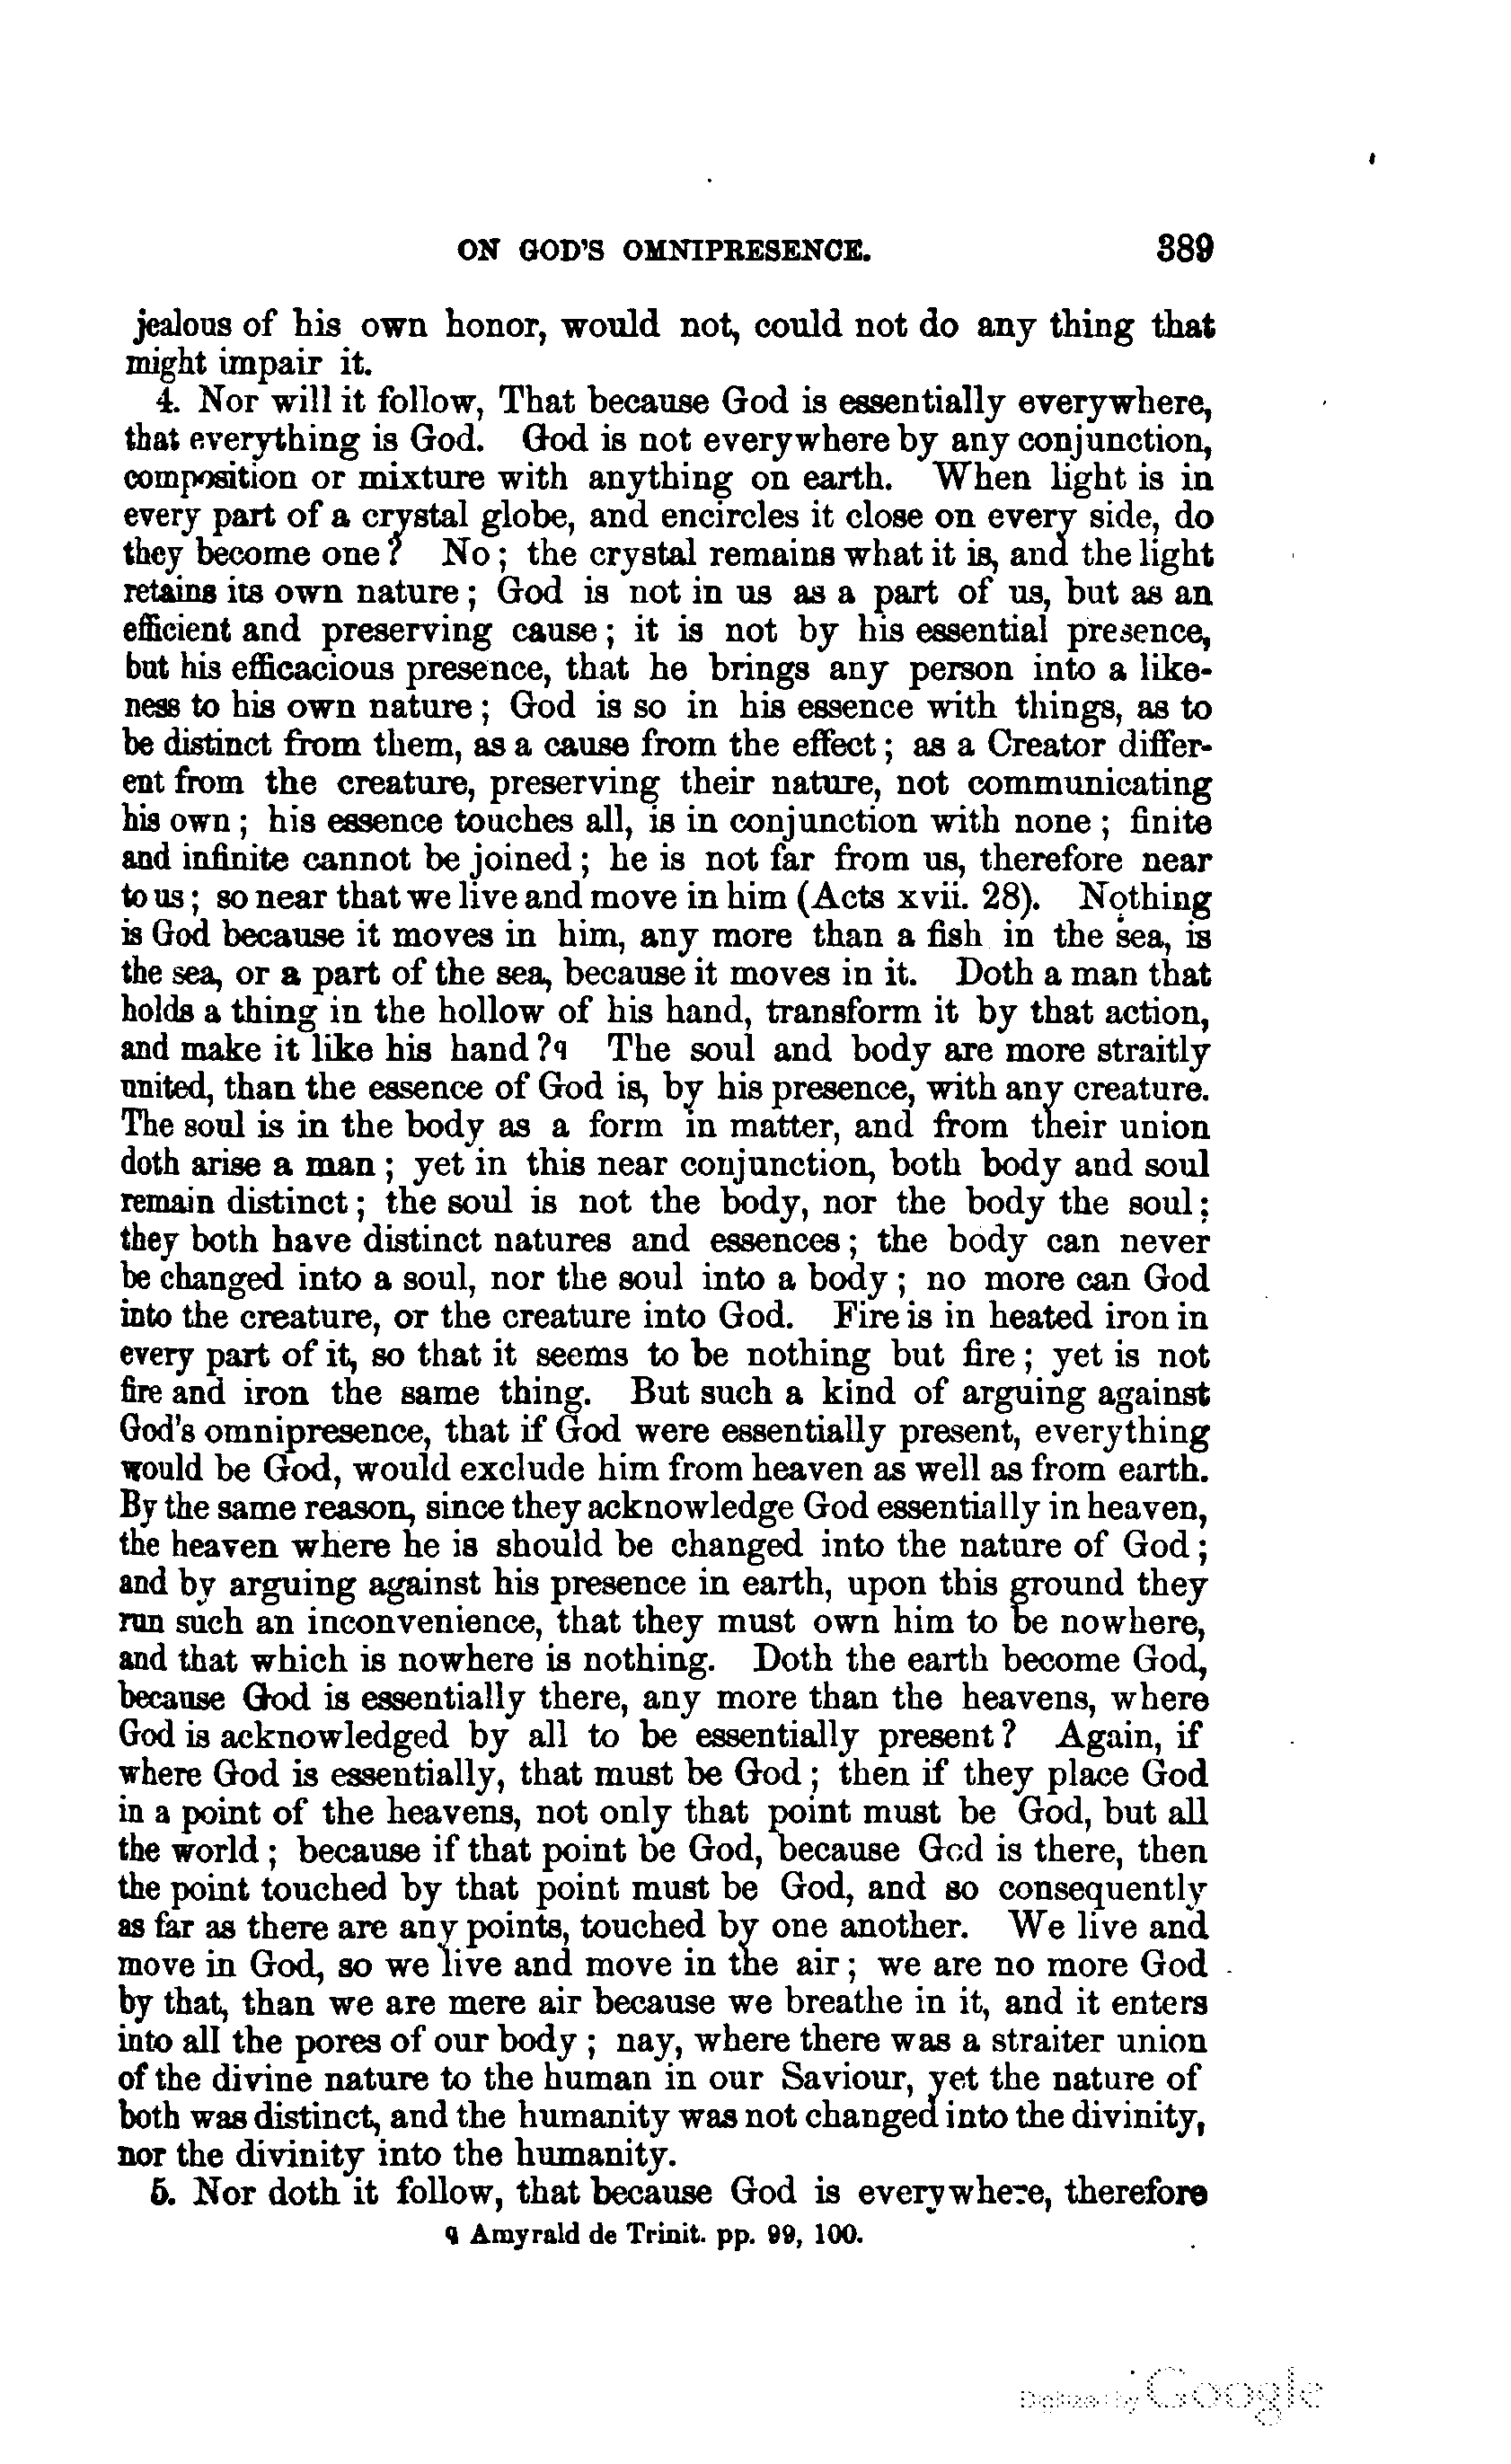 ON GOD'S OMNIPRESENCE. 389
jealous of his own honor, would not, could not do any thing that
might impair it.
4. Nor will it follow, That because God is essentially everywhere,
that everything is God. God is not everywhere by any conjunction,
composition or mixture with anything on earth. When light is in
every part of a crystal globe, and encircles it close on every side, do
they become one? No; the crystal remains what it is, and the light
retains its own nature; God is not in us as a part of us, but as an
efficient and preserving cause; it is not by his essential presence,
but his efficacious presence, that he brings any person into a like-
ness to his own nature; God is so in his essence with things, as to
be distinct from them, as a cause from the effect; as a Creator differ-
ent from the creature, preserving their nature, not communicating
his own; his essence touches all, is in conjunction with none; finite
and infinite cannot be joined; he is not far from us, therefore near
to us; so near that we live and move in him (Acts xvii. 28). Nothing
is God because it moves in him, any more than a fish in the sea, is
the sea, or a part of the sea, because it moves in it. Doth a man that
holds a thing in the hollow of his hand, transform it by that action,
and make it like his hand?q The soul and body are more straitly
united, than the essence of God is, by his presence, with any creature.
The soul is in the body as a form in matter, and from their union
doth arise a man; yet in this near conjunction, both body and soul
remain distinct; the soul is not the body, nor the body the soul;
they both have distinct natures and essences; the body can never
be changed into a soul, nor the soul into a body; no more can God
into the creature, or the creature into God. Fire is in heated iron in
every part of it, so that it seems to be nothing but fire; yet is not
fire and iron the same thing. But such a kind of arguing against
God's omnipresence, that if God were essentially present, everything
would be God, would exclude him from heaven as well as from earth.
By the same reason, since they acknowledge God essentially in heaven,
the heaven where he is should be changed into the nature of God;
and by arguing against his presence in earth, upon this ground they
run such an inconvenience, that they must own him to be nowhere,
and that which is nowhere is nothing. Doth the earth become God,
because God is essentially there, any more than the heavens, where
God is acknowledged by all to be essentially present? Again, if
where God is essentially, that must be God; then if they place God
in a point of the heavens, not only that point must be God, but all
the world; because if that point be God, because God is there, then
the point touched by that point must be God, and so consequently
as far as there are any points, touched by one another. We live and
move in God, so we live and move in the air; we are no more God
by that, than we are mere air because we breathe in it, and it enters
into all the pores of our body; nay, where there was a straiter union
of the divine nature to the human in our Saviour, yet the nature of
both was distinct, and the humanity was not changed into the divinity,
nor the divinity into the humanity.
5. Nor doth it follow, that because God is everywhere, therefore
q Amyrald de Trinit. pp. 99, 100.
Digitized by Google